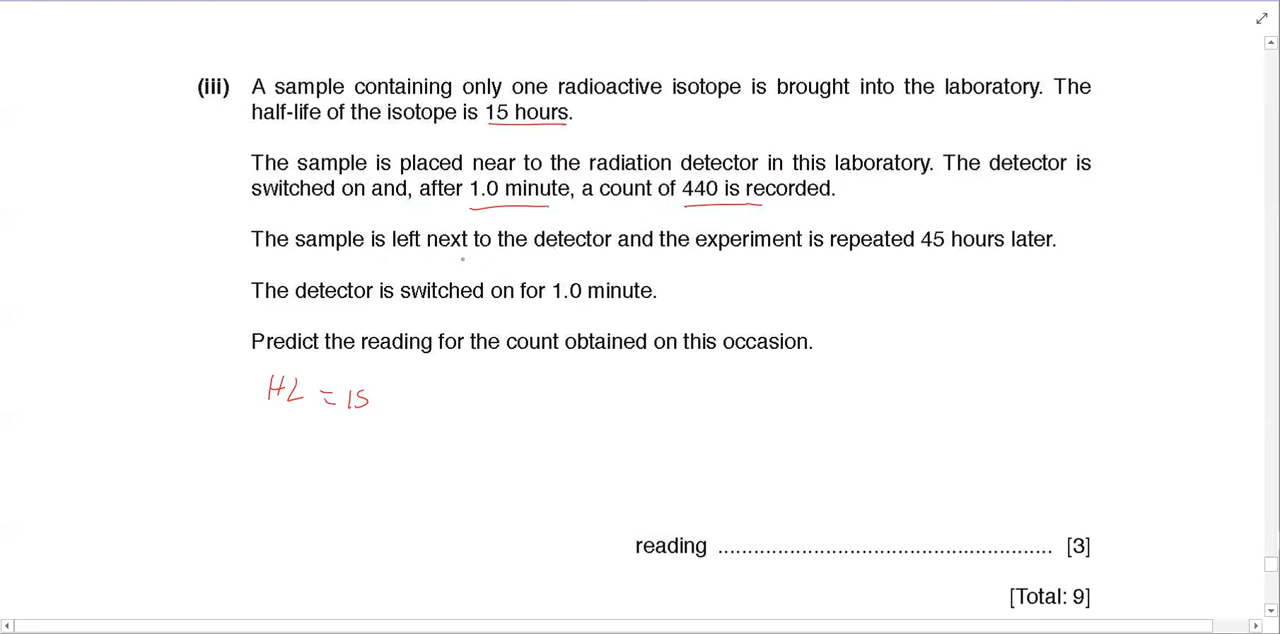 (iii) A sample containing only one radioactive isotope is brought into the laboratory. The
half-life of the isotope is 15 hours.
The sample is placed near to the radiation detector in this laboratory. The detector is
switched on and, after 1.0 minute, a count of 440 is recorded.
The sample is left next to the detector and the experiment is repeated 45 hours later.
The detector is switched on for 1.0 minute.
Predict the reading for the count obtained on this occasion.
HL = 15
reading ........................................................ [3]
[Total: 9]